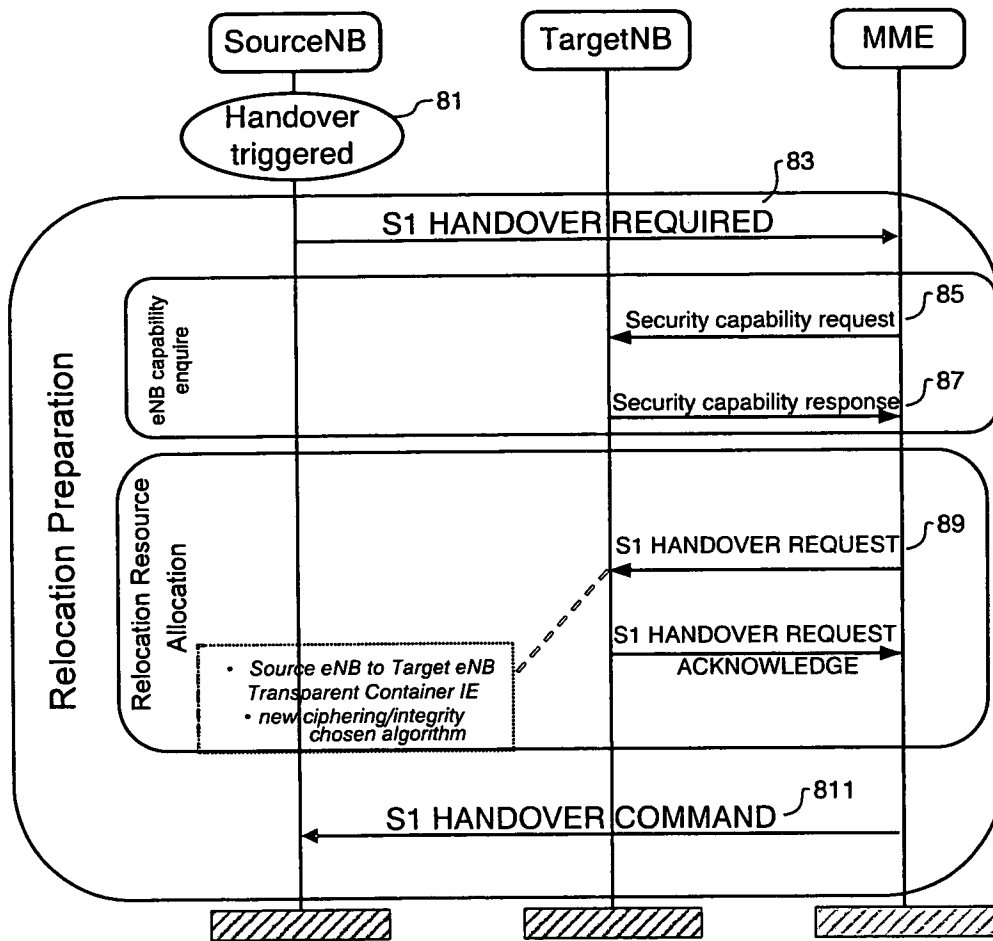 SourceNB
TargetNB
MME
Handover
triggered
81
83
S1 HANDOVER REQUIRED
eNB capability
enquire
85
Security capability request
87
Security capability response
Relocation Preparation
Relocation Resource
Allocation
89
S1 HANDOVER REQUEST
S1 HANDOVER REQUEST
ACKNOWLEDGE
• Source eNB to Target eNB
Transparent Container IE
• new ciphering/integrity
chosen algorithm
811
S1 HANDOVER COMMAND